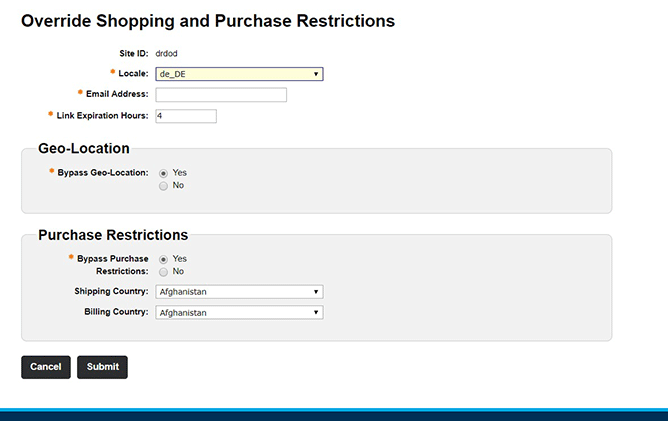 Override Shopping and Purchase Restrictions
Site ID: drdod
* Locale: de_DE
* Email Address:
* Link Expiration Hours: 4
Geo-Location
* Bypass Geo-Location: Yes
No
Purchase Restrictions
* Bypass Purchase Restrictions: Yes
No
Shipping Country: Afghanistan
Billing Country: Afghanistan
Cancel Submit